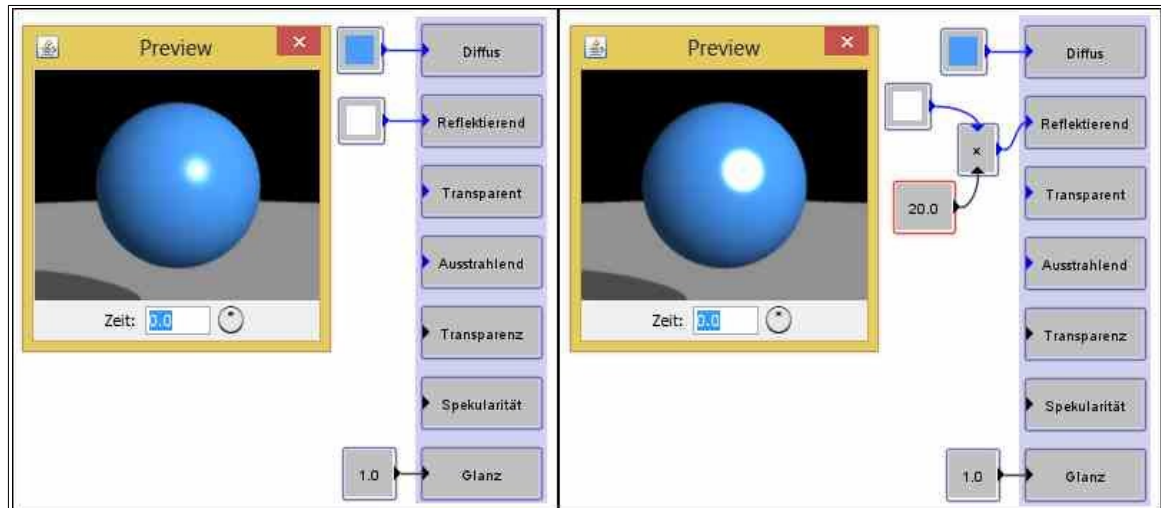 Preview
Zeit: 0.0
Diffus
Reflektierend
Transparent
Ausstrahlend
Transparenz
Spekularität
1.0
Glanz
Preview
Zeit: 0.0
Diffus
x
Reflektierend
20.0
Transparent
Ausstrahlend
Transparenz
Spekularität
1.0
Glanz